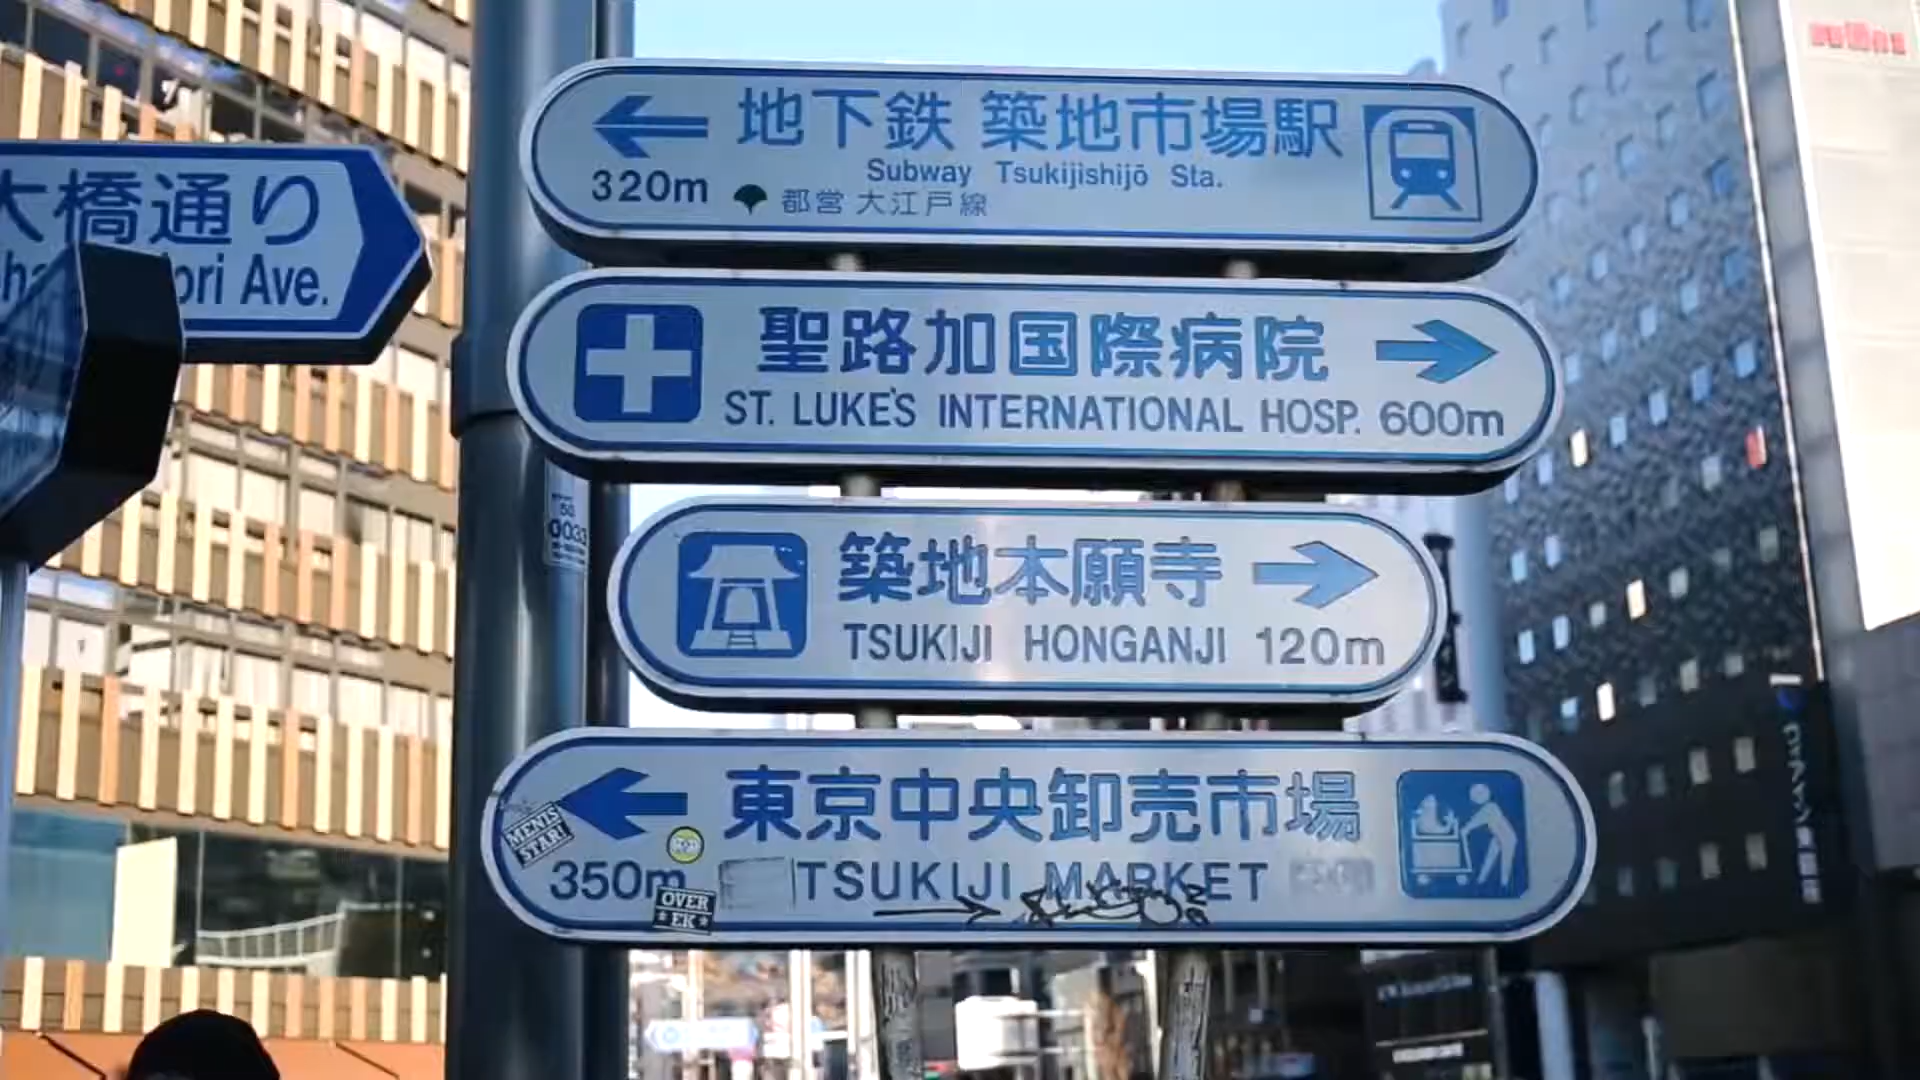 大橋通り
ori Ave.
地下鉄 築地市場駅
Subway Tsukijishijō Sta.
320m
都営 大江戸線
聖路加国際病院
ST. LUKE'S INTERNATIONAL HOSP. 600m
0033
築地本願寺
TSUKIJI HONGANJI 120m
東京中央卸売市場
MENIS STAR!
350m TSUKIJI MARKET
OVER
★ EK ★